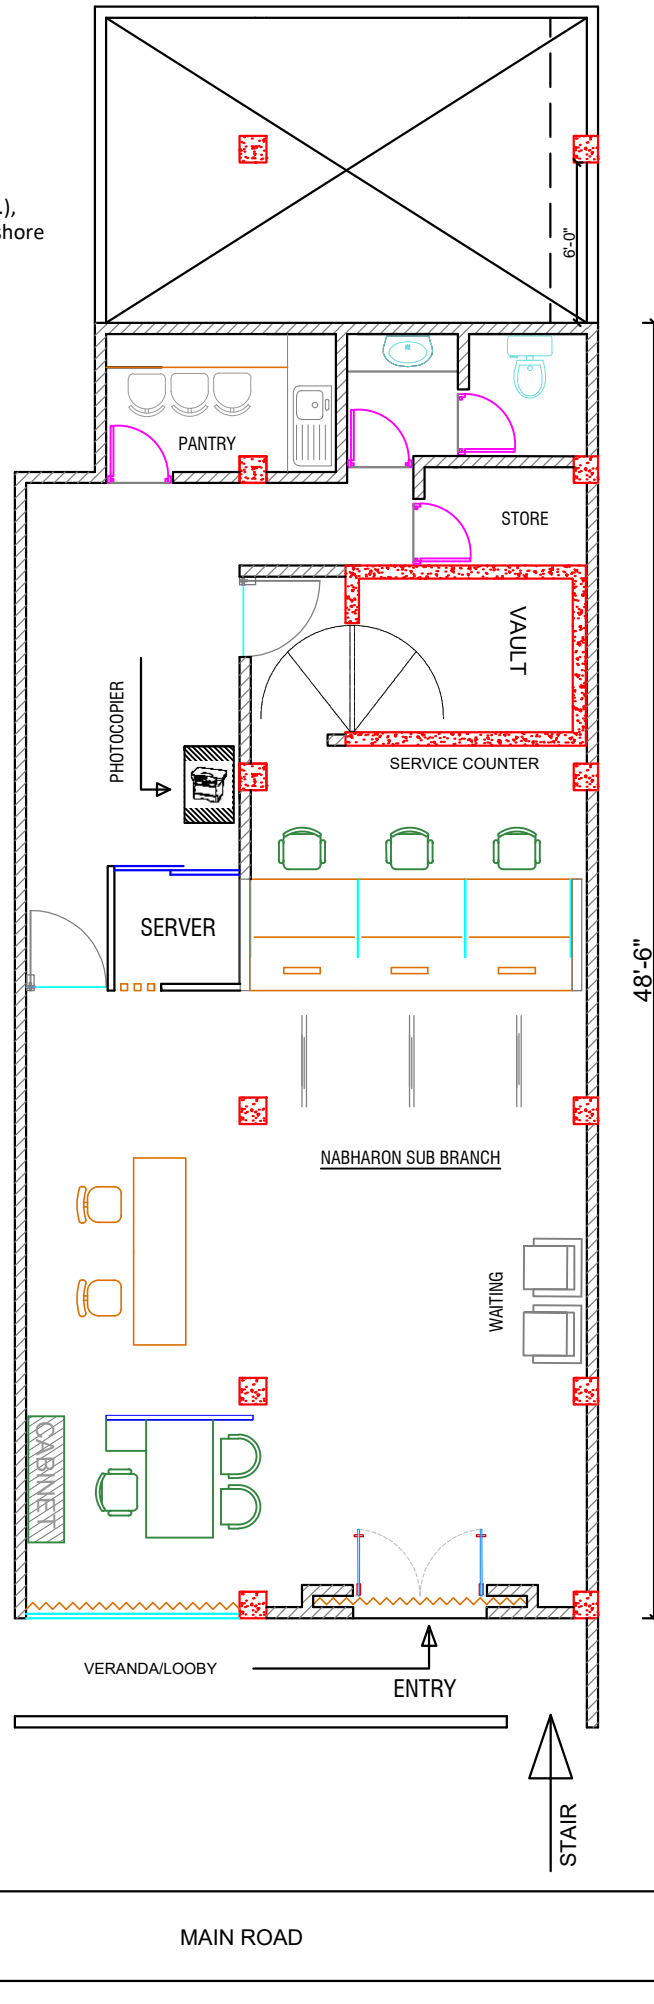 .),
shore
6'-0"
PANTRY
STORE
VAULT
PHOTOCOPIER
SERVICE COUNTER
SERVER
48'-6"
NABHARON SUB BRANCH
WAITING
CABINET
VERANDA/LOOBY
ENTRY
STAIR
MAIN ROAD